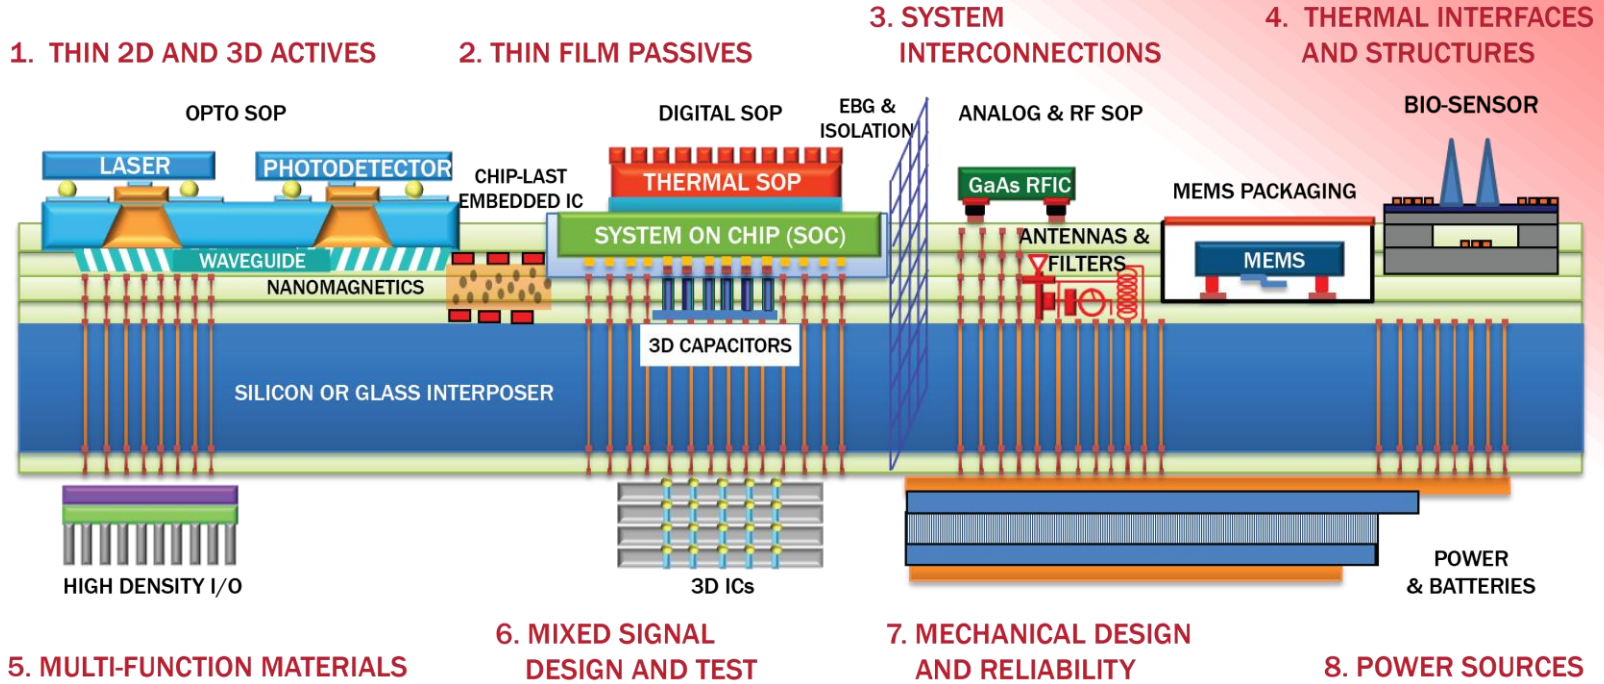 1. THIN 2D AND 3D ACTIVES
2. THIN FILM PASSIVES
3. SYSTEM
INTERCONNECTIONS
4. THERMAL INTERFACES
AND STRUCTURES
OPTO SOP
DIGITAL SOP
EBG &
ISOLATION
ANALOG & RF SOP
BIO-SENSOR
LASER
PHOTODETECTOR
CHIP-LAST
EMBEDDED IC
THERMAL SOP
GaAs RFIC
MEMS PACKAGING
SYSTEM ON CHIP (SOC)
ANTENNAS &
FILTERS
WAVEGUIDE
MEMS
NANOMAGNETICS
3D CAPACITORS
SILICON OR GLASS INTERPOSER
HIGH DENSITY I/O
3D ICs
POWER
& BATTERIES
5. MULTI-FUNCTION MATERIALS
6. MIXED SIGNAL
DESIGN AND TEST
7. MECHANICAL DESIGN
AND RELIABILITY
8. POWER SOURCES